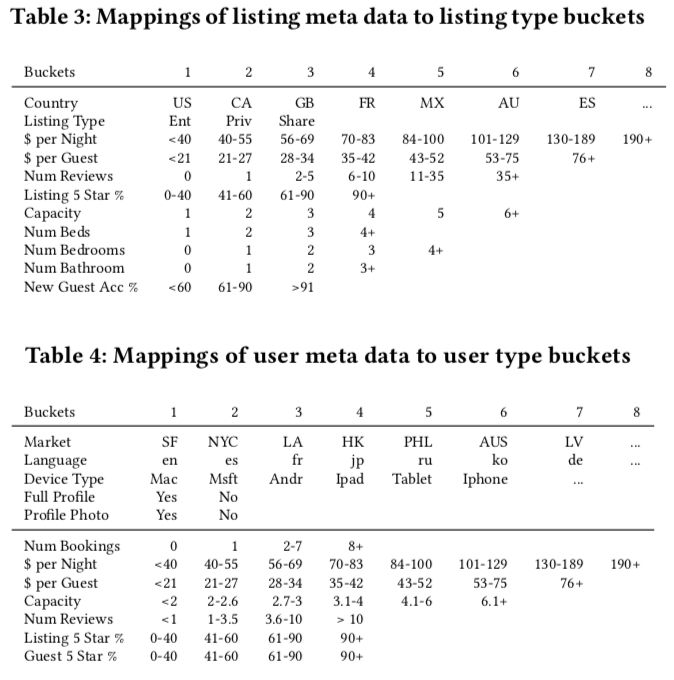 Table 3: Mappings of listing meta data to listing type buckets
Buckets 1 2 3 4 5 6 7 8
Country US CA GB FR MX AU ES ...
Listing Type Ent Priv Share
$ per Night <40 40-55 56-69 70-83 84-100 101-129 130-189 190+
$ per Guest <21 21-27 28-34 35-42 43-52 53-75 76+
Num Reviews 0 1 2-5 6-10 11-35 35+
Listing 5 Star % 0-40 41-60 61-90 90+
Capacity 1 2 3 4 5 6+
Num Beds 1 2 3 4+
Num Bedrooms 0 1 2 3 4+
Num Bathroom 0 1 2 3+
New Guest Acc % <60 61-90 >91
Table 4: Mappings of user meta data to user type buckets
Buckets 1 2 3 4 5 6 7 8
Market SF NYC LA HK PHL AUS LV ...
Language en es fr jp ru ko de ...
Device Type Mac Msft Andr Ipad Tablet Iphone ...
Full Profile Yes No
Profile Photo Yes No
Num Bookings 0 1 2-7 8+
$ per Night <40 40-55 56-69 70-83 84-100 101-129 130-189 190+
$ per Guest <21 21-27 28-34 35-42 43-52 53-75 76+
Capacity <2 2-2.6 2.7-3 3.1-4 4.1-6 6.1+
Num Reviews <1 1-3.5 3.6-10 > 10
Listing 5 Star % 0-40 41-60 61-90 90+
Guest 5 Star % 0-40 41-60 61-90 90+